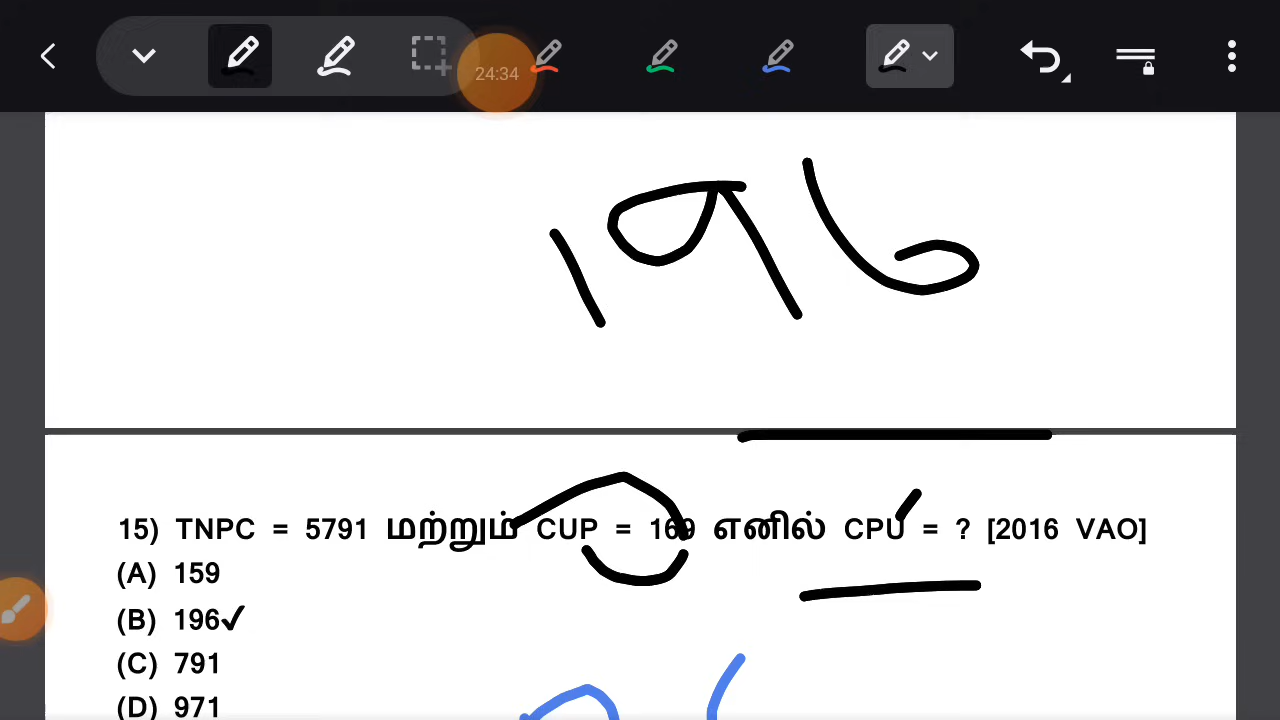 24:34
196
15) TNPC = 5791 மற்றும் CUP = 169 எனில் CPU = ? [2016 VAO]
(A) 159
(B) 196✓
(C) 791
(D) 971